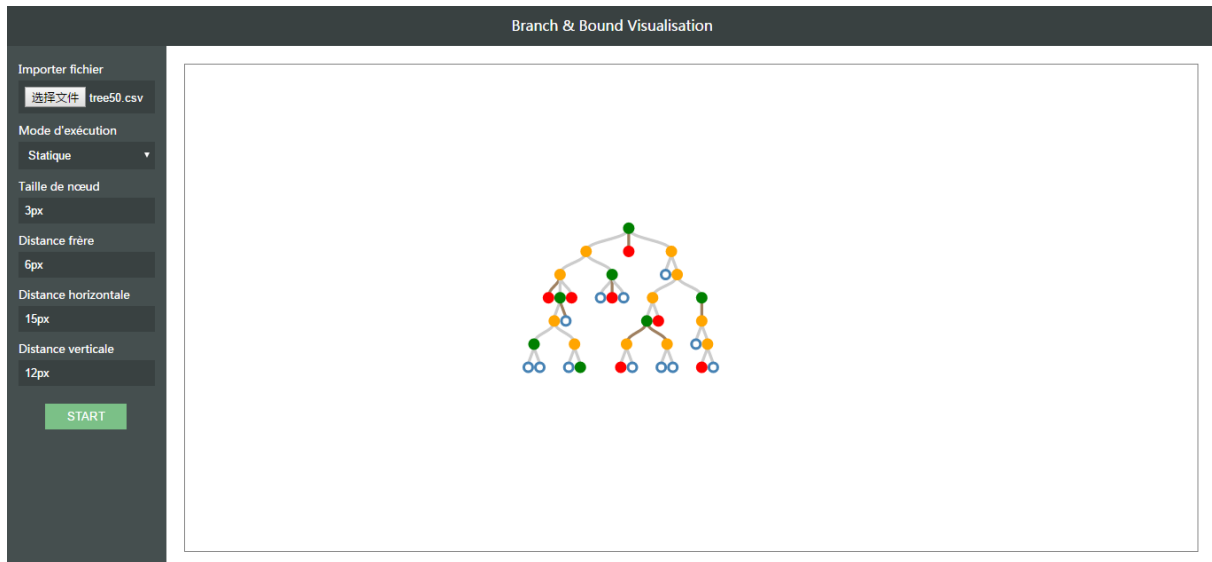 Branch & Bound Visualisation
Importer fichier
选择文件 tree50.csv
Mode d'exécution
Statique
Taille de nœud
3px
Distance frère
6px
Distance horizontale
15px
Distance verticale
12px
START